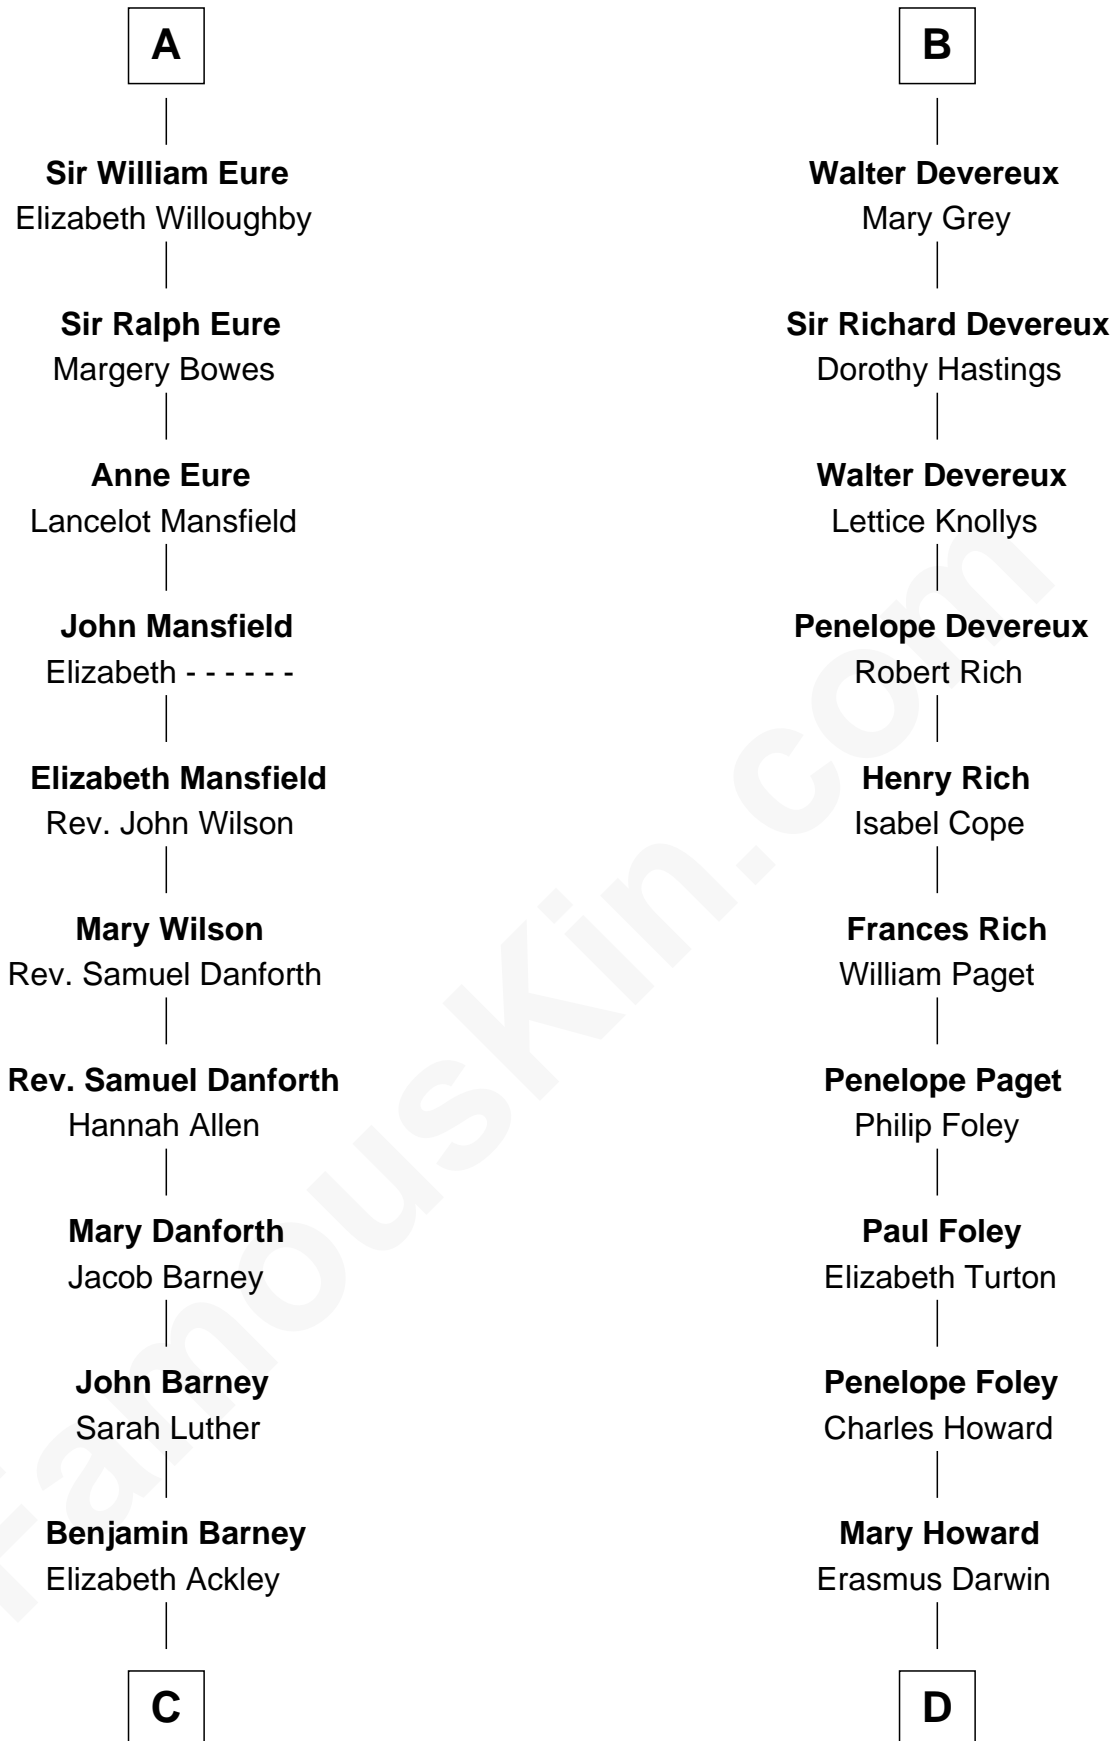 A
Sir William Eure
Elizabeth Willoughby
Sir Ralph Eure
Margery Bowes
Anne Eure
Lancelot Mansfield
John Mansfield
Elizabeth - - - - - -
Elizabeth Mansfield
Rev. John Wilson
Mary Wilson
Rev. Samuel Danforth
Rev. Samuel Danforth
Hannah Allen
Mary Danforth
Jacob Barney
John Barney
Sarah Luther
Benjamin Barney
Elizabeth Ackley
C
B
Walter Devereux
Mary Grey
Sir Richard Devereux
Dorothy Hastings
Walter Devereux
Lettice Knollys
Penelope Devereux
Robert Rich
Henry Rich
Isabel Cope
Frances Rich
William Paget
Penelope Paget
Philip Foley
Paul Foley
Elizabeth Turton
Penelope Foley
Charles Howard
Mary Howard
Erasmus Darwin
D
FamousKin.com